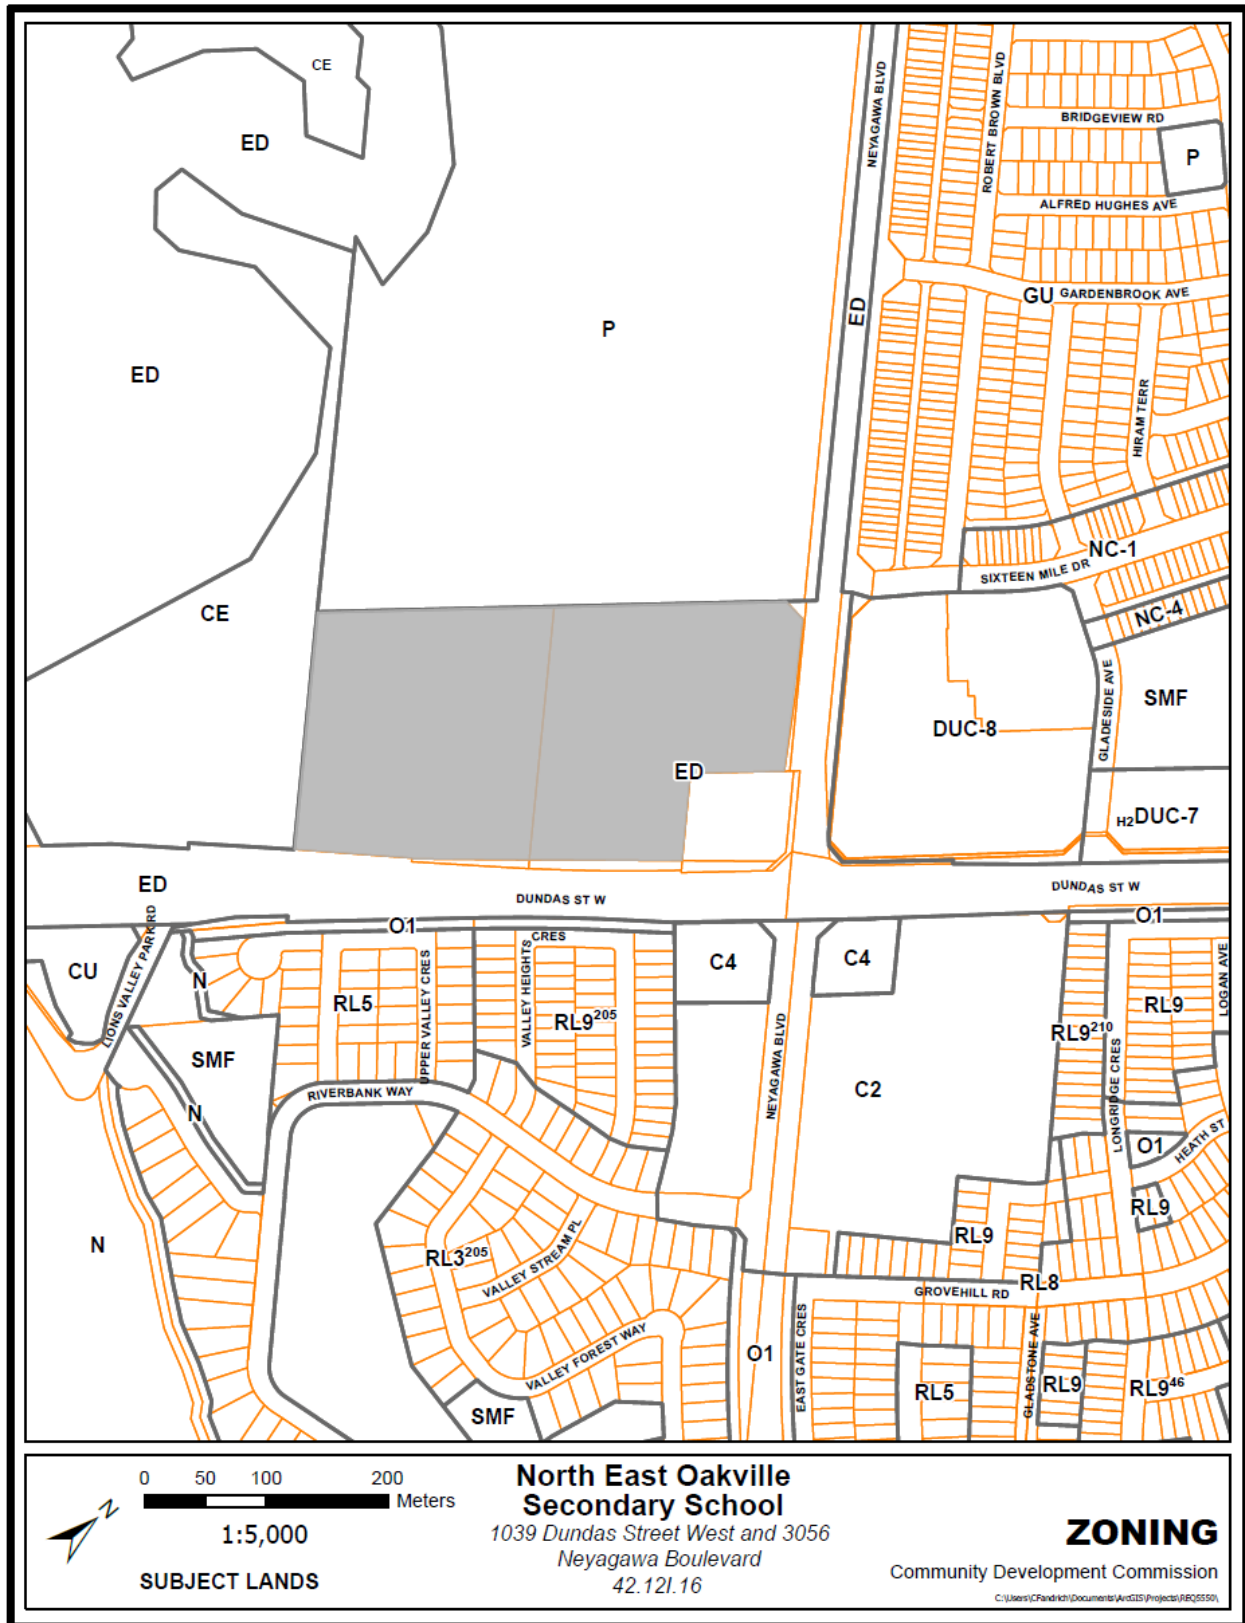 CE
ED
NEYAGAWA BLVD
ROBERT BROWN BLVD
BRIDGEVIEW RD
P
ALFRED HUGHES AVE
ED
GU
GARDENBROOK AVE
P
ED
HIRAM TERR
NC-1
SIXTEEN MILE DR
CE
NC-4
GLADESIDE AVE
SMF
DUC-8
ED
H2DUC-7
ED
DUNDAS ST W
DUNDAS ST W
O1
O1
LIONS VALLEY PARK RD
CU
N
RL5
UPPER VALLEY CRES
VALLEY HEIGHTS
CRES
RL9205
C4
C4
RL9
LOGAN AVE
RL9210
SMF
N
RIVERBANK WAY
NEYAGAWA BLVD
C2
LONGRIDGE CRES
O1
HEATH ST
RL9
N
RL3205
VALLEY STREAM PL
RL9
RL8
GROVEHILL RD
VALLEY FOREST WAY
O1
EAST GATE CRES
GLADSTONE AVE
RL5
RL9
RL946
SMF
0 50 100 200
Meters
N
1:5,000
SUBJECT LANDS
North East Oakville
Secondary School
1039 Dundas Street West and 3056
Neyagawa Boulevard
42.12I.16
ZONING
Community Development Commission
C:\Users\CFandrich\Documents\ArcGIS\Projects\REQ5550\